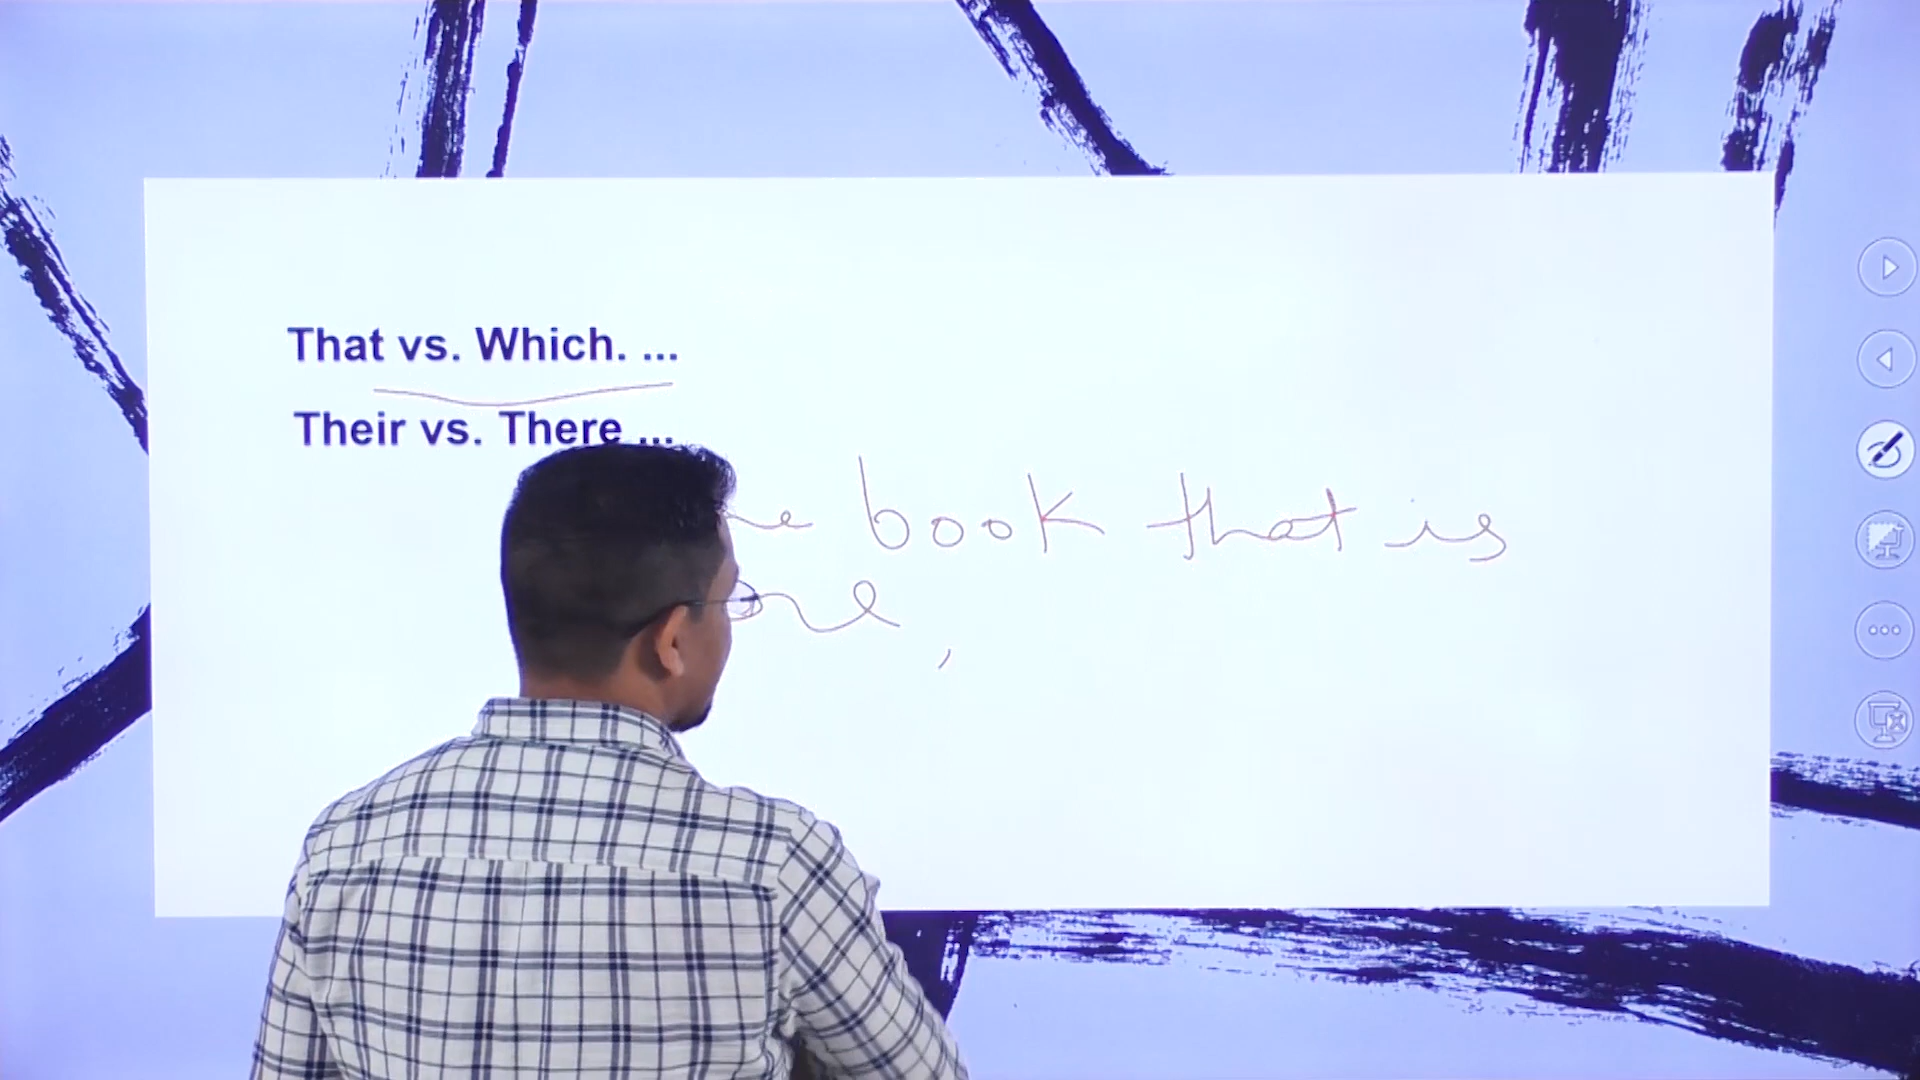 That vs. Which. ...
Their vs. There ...
book that is
,